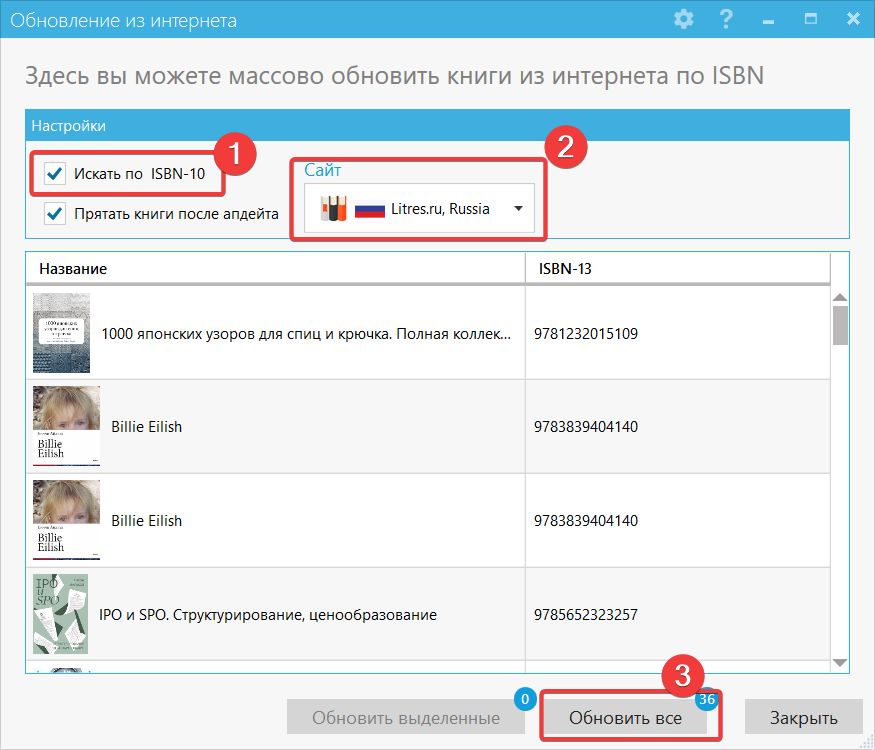 Обновление из интернета
Здесь вы можете массово обновить книги из интернета по ISBN
Настройки
1
2
Искать по ISBN-10
Сайт
Прятать книги после апдейта
Litres.ru, Russia
Название
ISBN-13
1000 японских узоров для спиц и крючка. Полная коллек...
9781232015109
Billie Eilish
Billie
Eilish
9783839404140
Billie Eilish
Billie
Eilish
9783839404140
IPO
и
SPO
IPO и SPO. Структурирование, ценообразование
9785652323257
3
Обновить выделенные
0
Обновить все
36
Закрыть